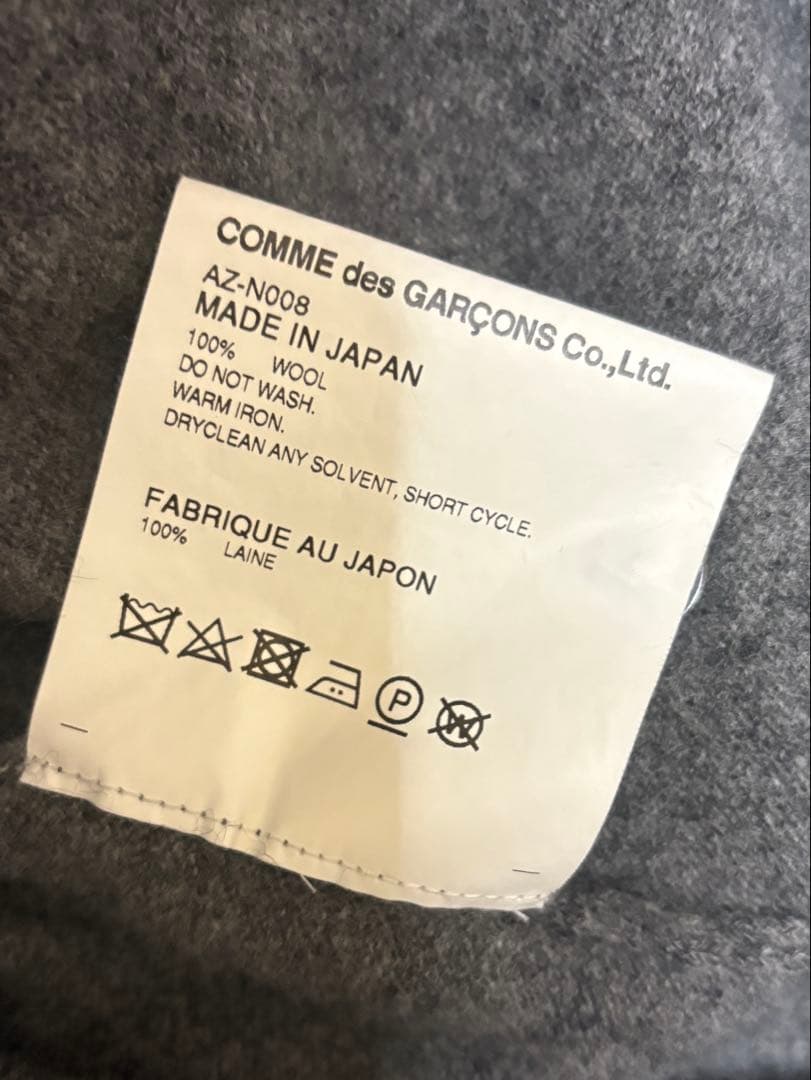 COMME des GARÇONS Co.,Ltd.
AZ-N008
MADE IN JAPAN
100% WOOL
DO NOT WASH.
WARM IRON.
DRYCLEAN ANY SOLVENT, SHORT CYCLE.
FABRIQUE AU JAPON
100% LAINE
P W